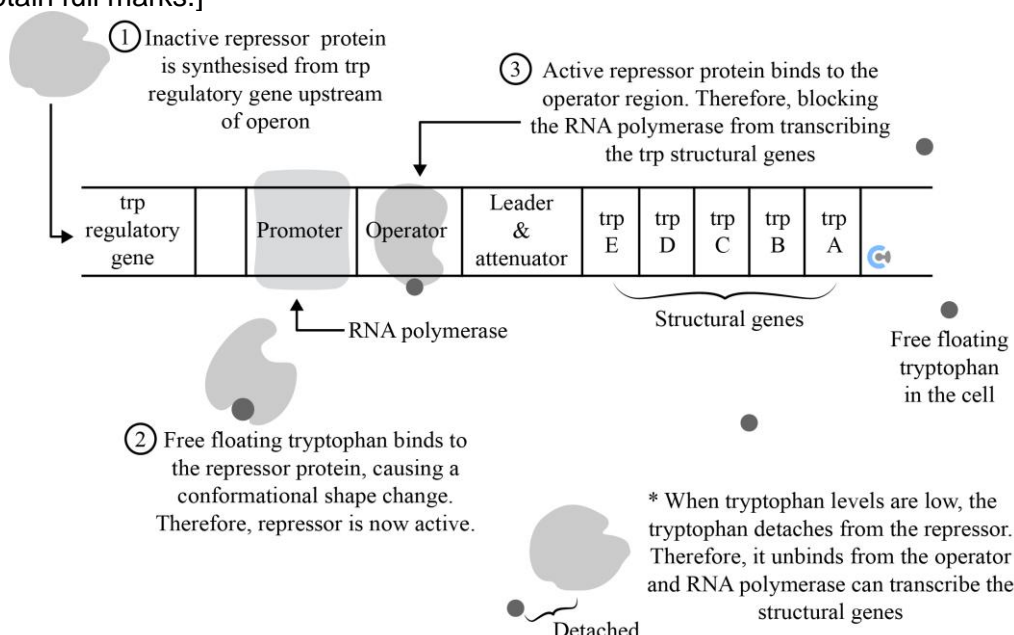 otain full marks.]
① Inactive repressor protein
is synthesised from trp
regulatory gene upstream
of operon
③ Active repressor protein binds to the
operator region. Therefore, blocking
the RNA polymerase from transcribing
the trp structural genes
trp
regulatory
gene
Promoter
Operator
Leader
&
attenuator
trp
E
trp
D
trp
C
trp
B
trp
A
RNA polymerase
Structural genes
Free floating
tryptophan
in the cell
② Free floating tryptophan binds to
the repressor protein, causing a
conformational shape change.
Therefore, repressor is now active.
* When tryptophan levels are low, the
tryptophan detaches from the repressor.
Therefore, it unbinds from the operator
and RNA polymerase can transcribe the
structural genes
Detached